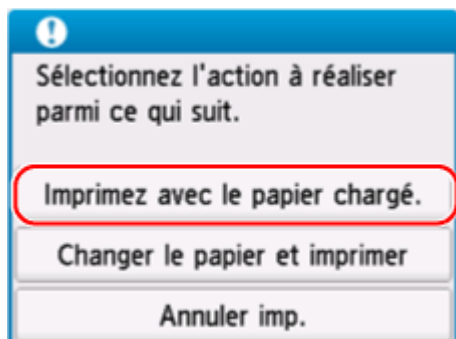 Sélectionnez l'action à réaliser
parmi ce qui suit.
Imprimez avec le papier chargé.
Changer le papier et imprimer
Annuler imp.